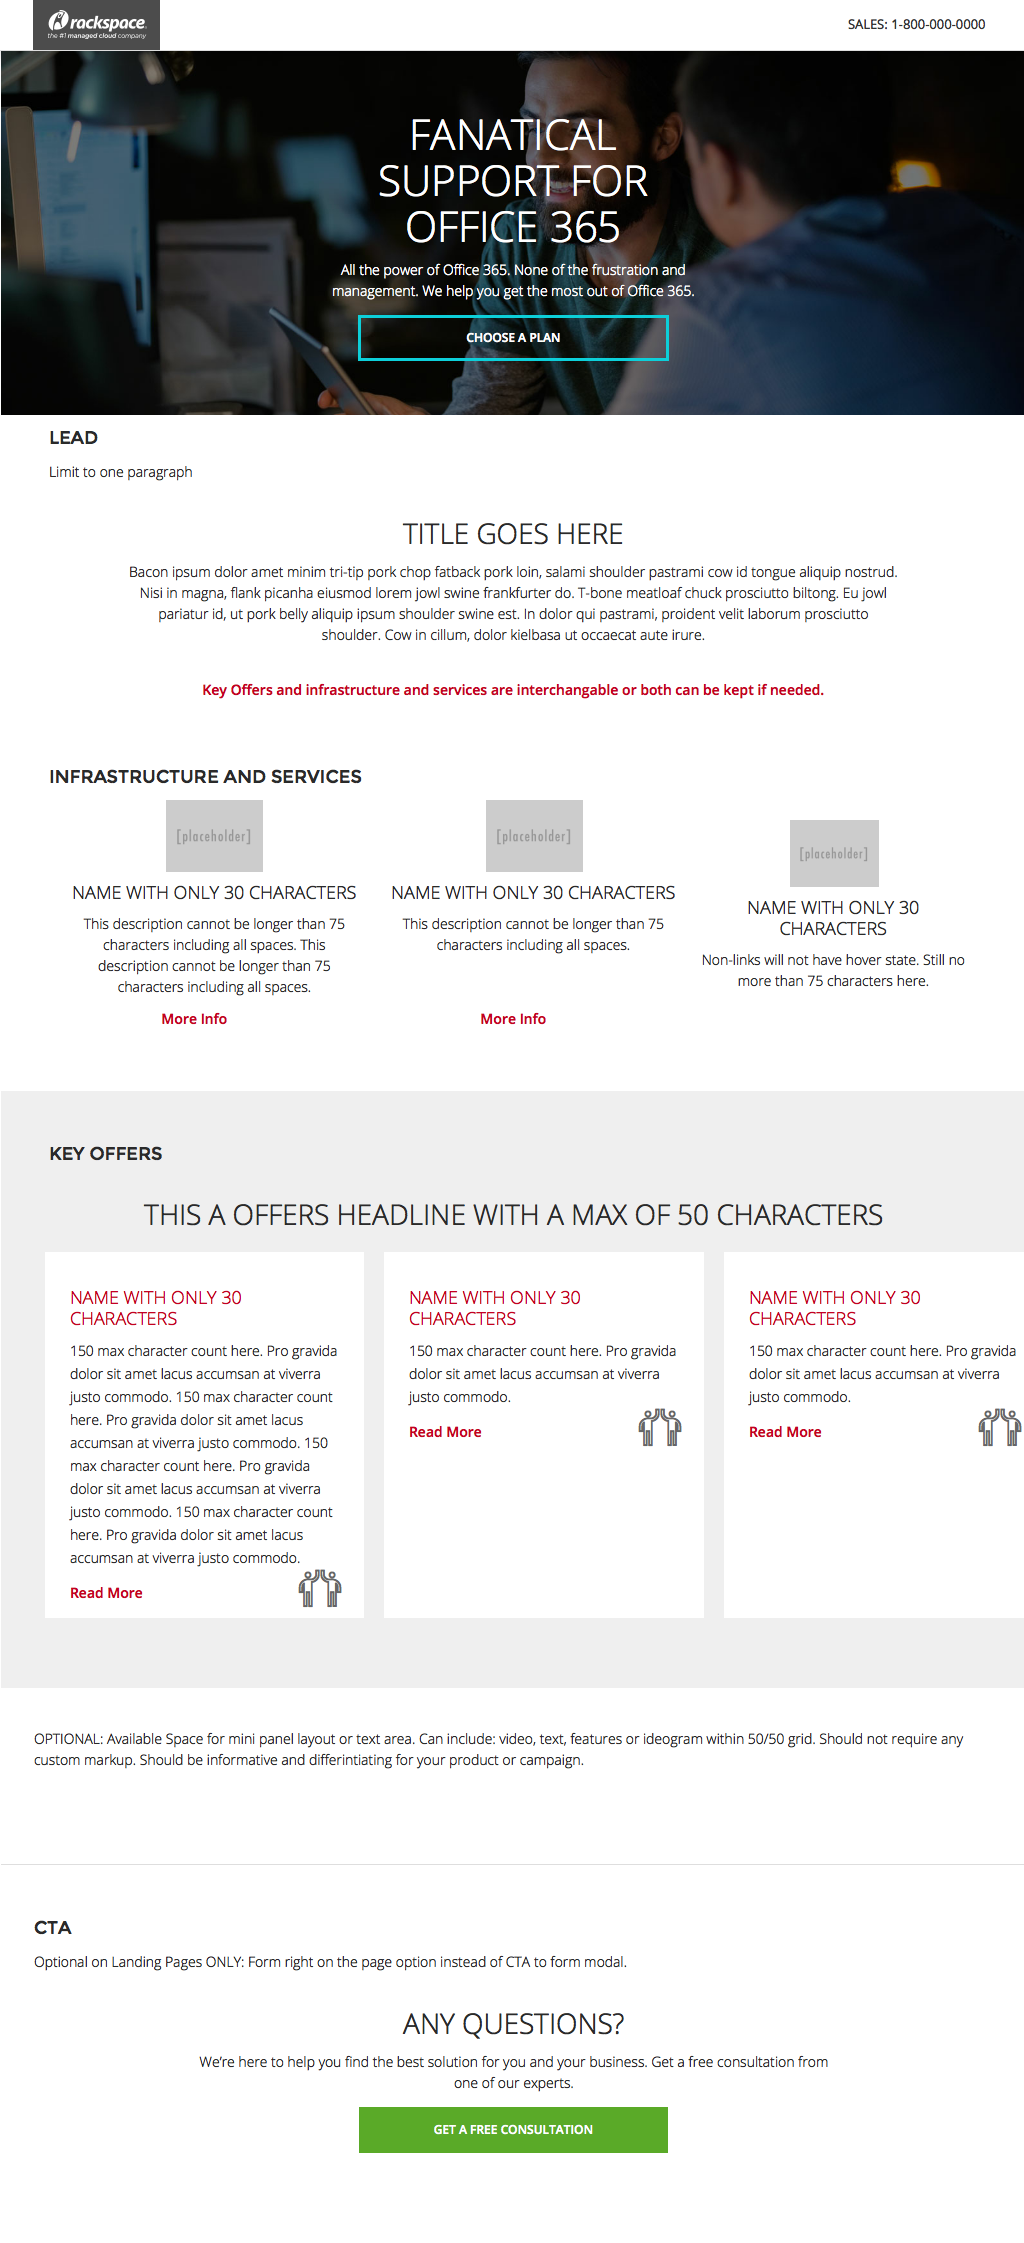 rackspace.
the #1 managed cloud company
SALES: 1-800-000-0000
FANATICAL
SUPPORT FOR
OFFICE 365
All the power of Office 365. None of the frustration and
management. We help you get the most out of Office 365.
CHOOSE A PLAN
LEAD
Limit to one paragraph
TITLE GOES HERE
Bacon ipsum dolor amet minim tri-tip pork chop fatback pork loin, salami shoulder pastrami cow id tongue aliquip nostrud.
Nisi in magna, flank picanha eiusmod lorem jowl swine frankfurter do. T-bone meatloaf chuck prosciutto biltong. Eu jowl
pariatur id, ut pork belly aliquip ipsum shoulder swine est. In dolor qui pastrami, proident velit laborum prosciutto
shoulder. Cow in cillum, dolor kielbasa ut occaecat aute irure.
Key Offers and infrastructure and services are interchangable or both can be kept if needed.
INFRASTRUCTURE AND SERVICES
[placeholder]
NAME WITH ONLY 30 CHARACTERS
This description cannot be longer than 75
characters including all spaces. This
description cannot be longer than 75
characters including all spaces.
More Info
[placeholder]
NAME WITH ONLY 30 CHARACTERS
This description cannot be longer than 75
characters including all spaces.
More Info
[placeholder]
NAME WITH ONLY 30
CHARACTERS
Non-links will not have hover state. Still no
more than 75 characters here.
KEY OFFERS
THIS A OFFERS HEADLINE WITH A MAX OF 50 CHARACTERS
NAME WITH ONLY 30
CHARACTERS
150 max character count here. Pro gravida
dolor sit amet lacus accumsan at viverra
justo commodo. 150 max character count
here. Pro gravida dolor sit amet lacus
accumsan at viverra justo commodo. 150
max character count here. Pro gravida
dolor sit amet lacus accumsan at viverra
justo commodo. 150 max character count
here. Pro gravida dolor sit amet lacus
accumsan at viverra justo commodo.
Read More
NAME WITH ONLY 30
CHARACTERS
150 max character count here. Pro gravida
dolor sit amet lacus accumsan at viverra
justo commodo.
Read More
NAME WITH ONLY 30
CHARACTERS
150 max character count here. Pro gravida
dolor sit amet lacus accumsan at viverra
justo commodo.
Read More
OPTIONAL: Available Space for mini panel layout or text area. Can include: video, text, features or ideogram within 50/50 grid. Should not require any
custom markup. Should be informative and differintiating for your product or campaign.
CTA
Optional on Landing Pages ONLY: Form right on the page option instead of CTA to form modal.
ANY QUESTIONS?
We’re here to help you find the best solution for you and your business. Get a free consultation from
one of our experts.
GET A FREE CONSULTATION